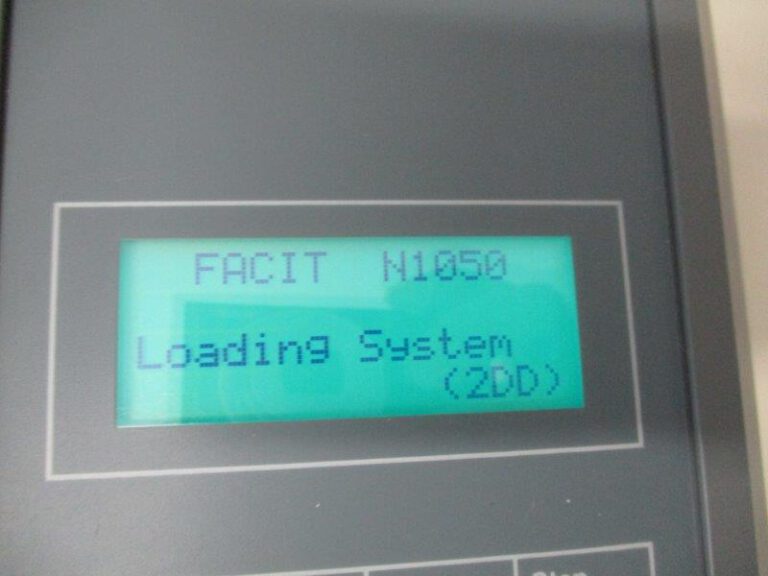 FACIT N1050
Loading System
(2DD)